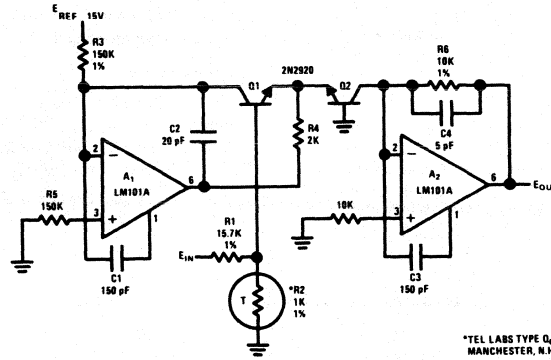 E REF 15V
R3
150K
1%
Q1
2N2920
Q2
R6
10K
1%
C2
20 pF
R4
2K
C4
5 pF
2
A1
LM101A
6
3
1
R5
150K
C1
150 pF
R1
15.7K
1%
EIN
T
*R2
1K
1%
10K
2
A2
LM101A
6
3
1
C3
150 pF
*TEL LABS TYPE
MANCHESTER, N.H